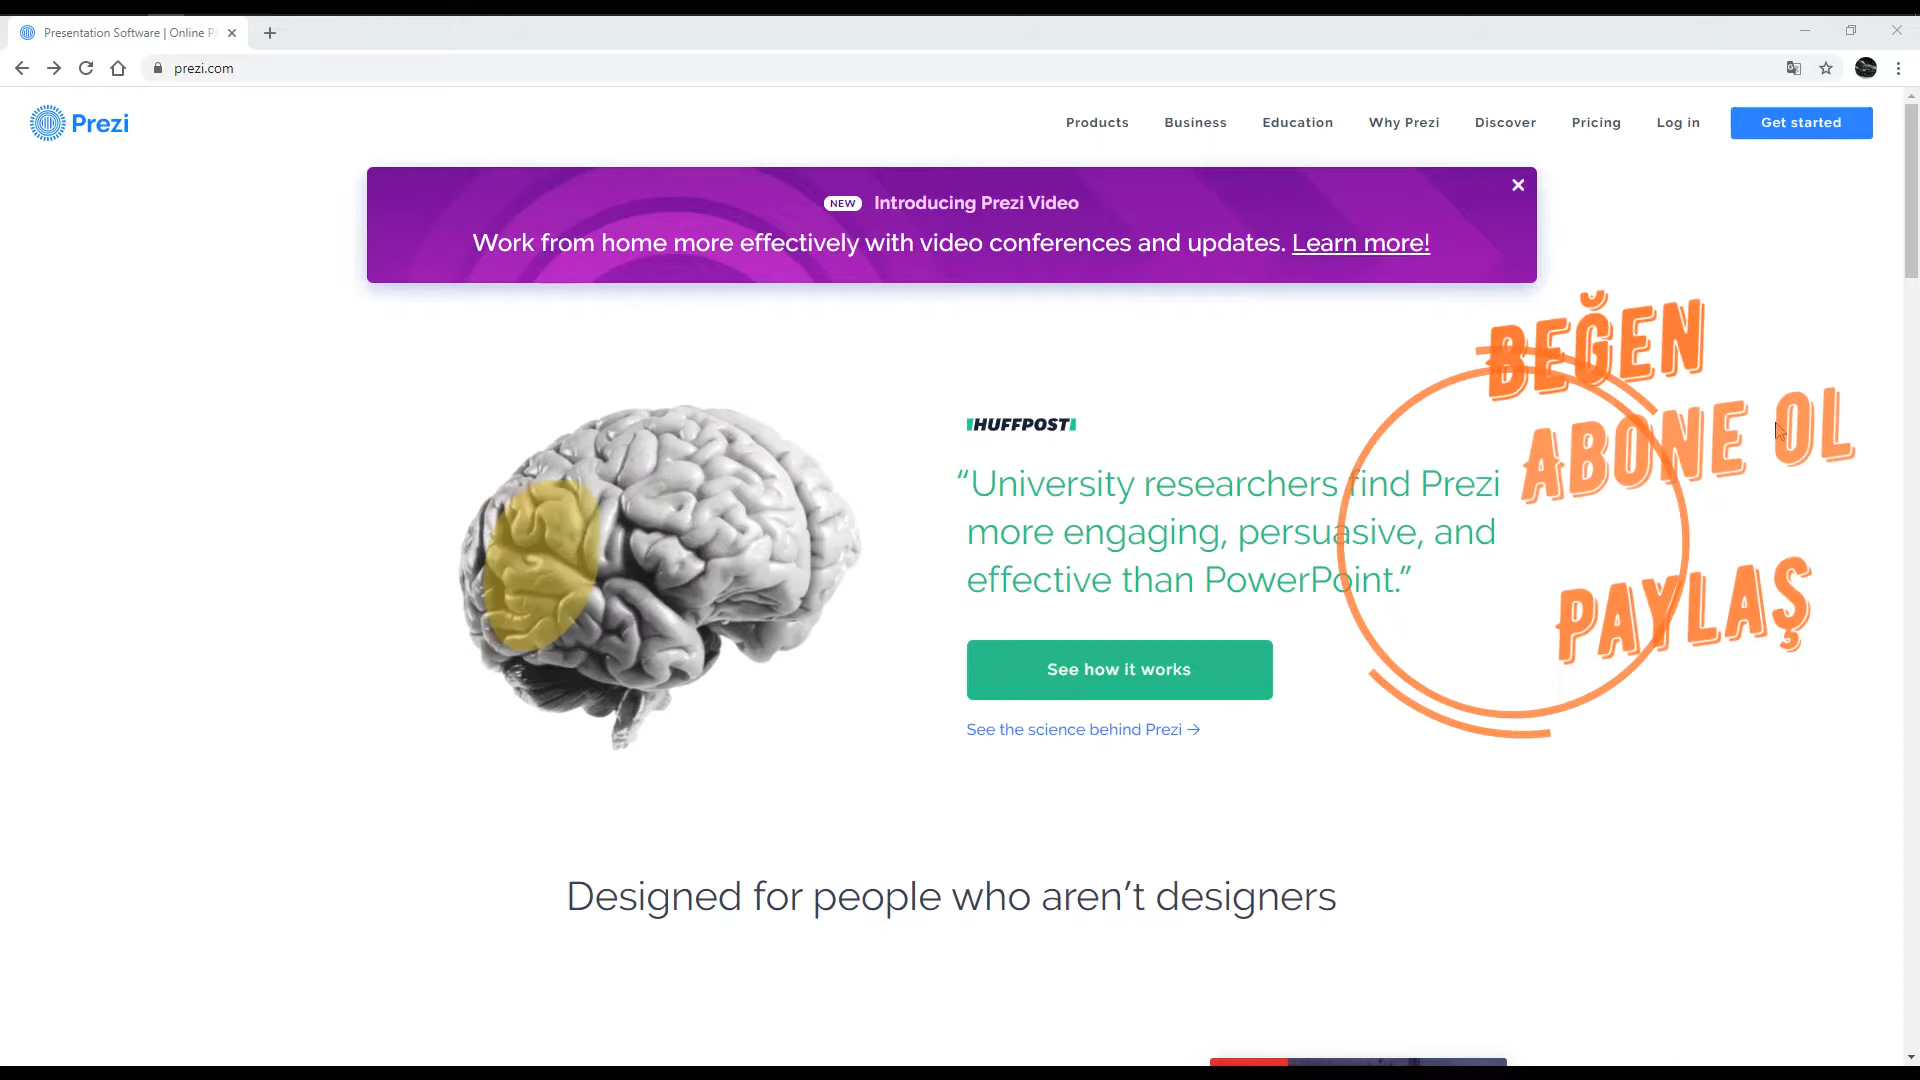 Presentation Software | Online P
prezi.com
Prezi
Products Business Education Why Prezi Discover Pricing Log in Get started
NEW Introducing Prezi Video
Work from home more effectively with video conferences and updates. Learn more!
BEĞEN
ABONE OL
PAYLAŞ
HUFFPOST
“University researchers find Prezi
more engaging, persuasive, and
effective than PowerPoint.”
See how it works
See the science behind Prezi →
Designed for people who aren’t designers